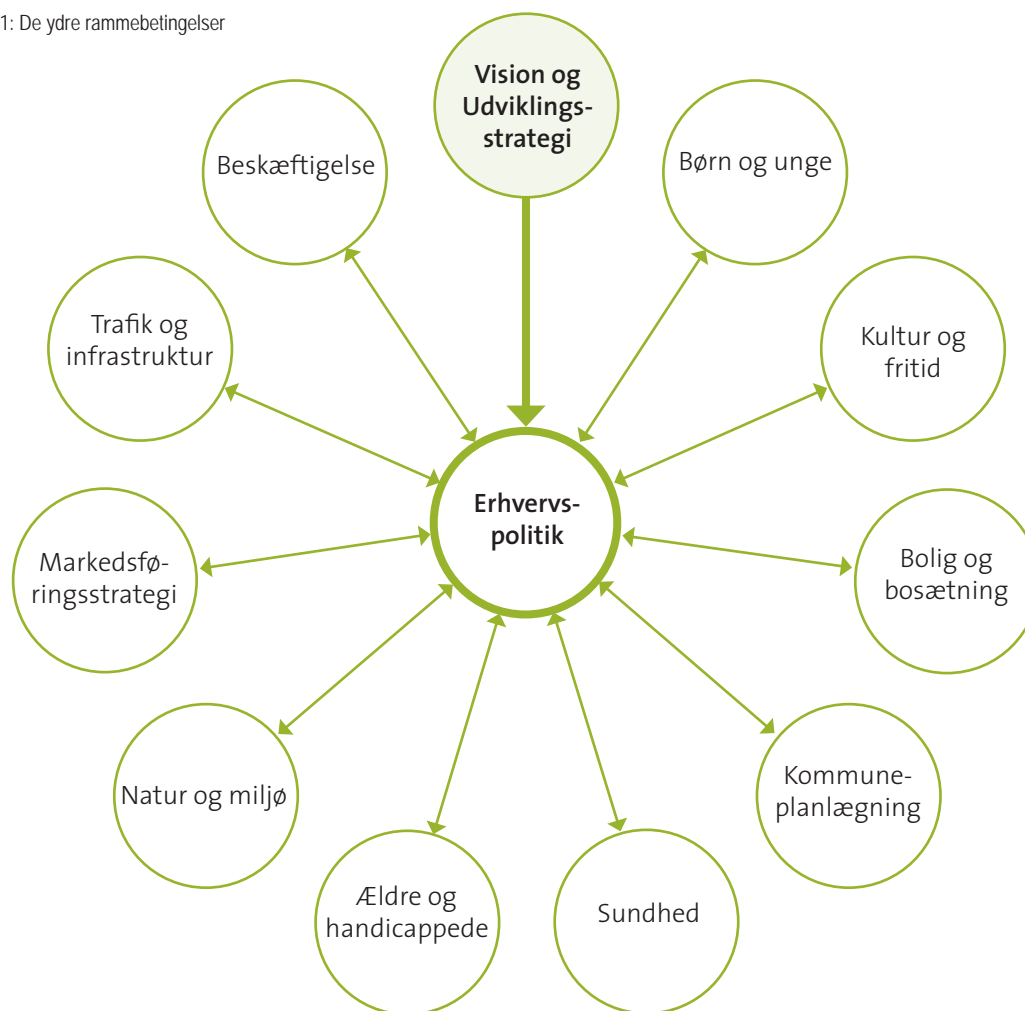 1: De ydre rammebetingelser
Vision og
Udviklings-
strategi
Børn og unge
Kultur og
fritid
Bolig og
bosætning
Kommune-
planlægning
Sundhed
Ældre og
handicappede
Natur og miljø
Markedsfø-
ringsstrategi
Trafik og
infrastruktur
Beskæftigelse
Erhvervs-
politik